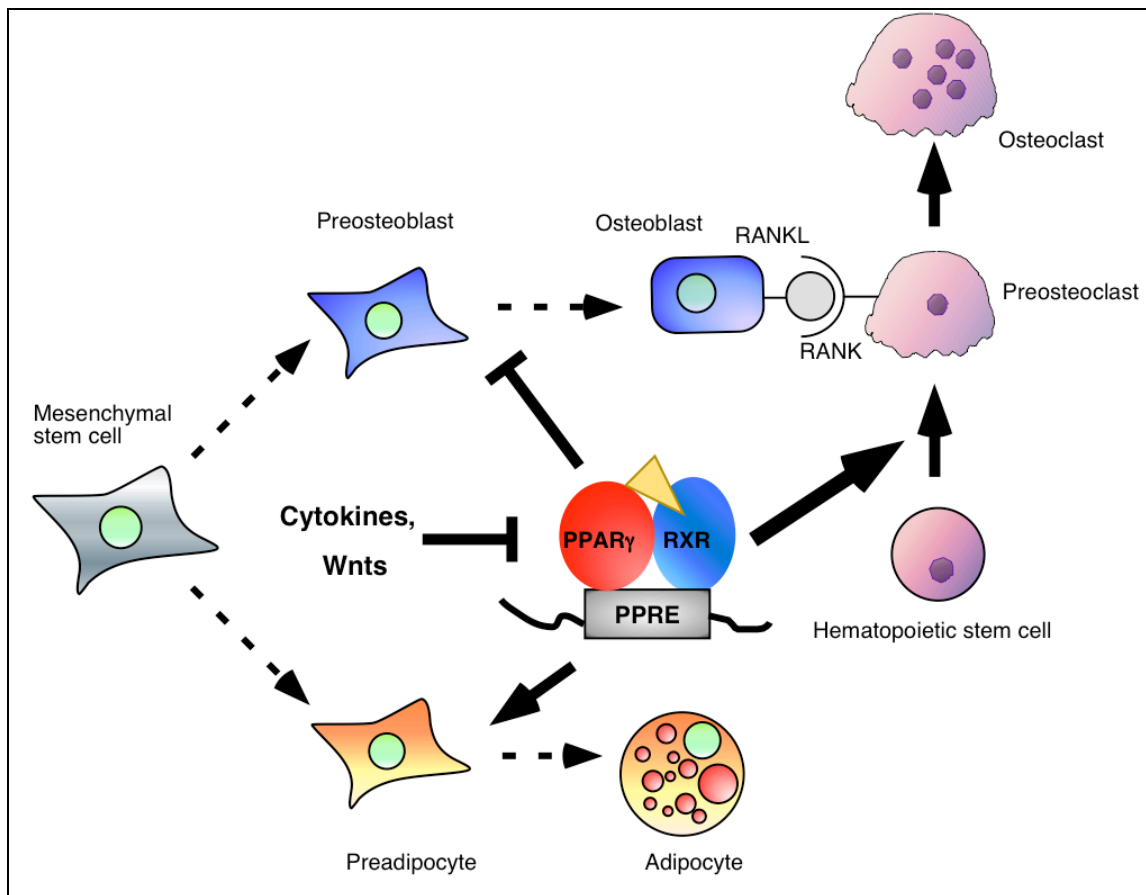 Osteoclast
Preosteoblast
Osteoblast
RANKL
Preosteoclast
RANK
Mesenchymal
stem cell
Cytokines,
Wnts
PPARγ
RXR
PPRE
Hematopoietic stem cell
Preadipocyte
Adipocyte